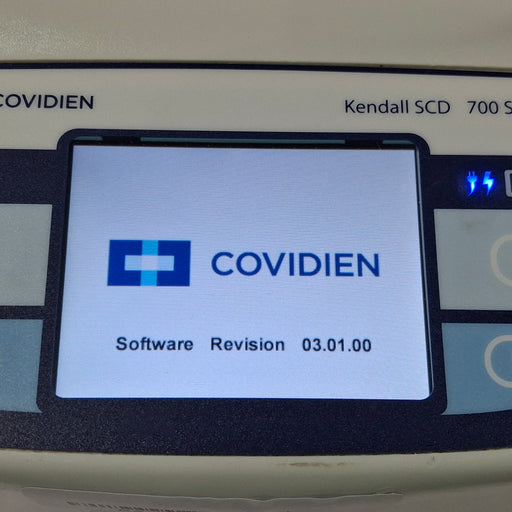 COVIDIEN
Kendall SCD 700 S
COVIDIEN
Software Revision 03.01.00